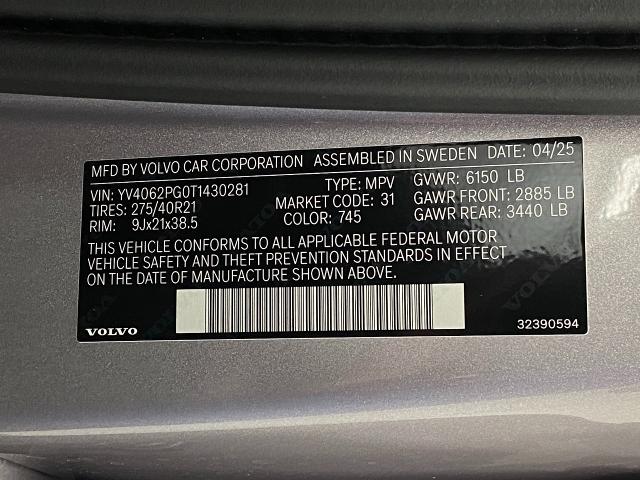 MFD BY VOLVO CAR CORPORATION ASSEMBLED IN SWEDEN DATE: 04/25
VIN: YV4062PG0T1430281 TYPE: MPV GVWR: 6150 LB
TIRES: 275/40R21 MARKET CODE: 31 GAWR FRONT: 2885 LB
RIM: 9Jx21x38.5 COLOR: 745 GAWR REAR: 3440 LB
THIS VEHICLE CONFORMS TO ALL APPLICABLE FEDERAL MOTOR
VEHICLE SAFETY AND THEFT PREVENTION STANDARDS IN EFFECT
ON THE DATE OF MANUFACTURE SHOWN ABOVE.
VOLVO 32390594